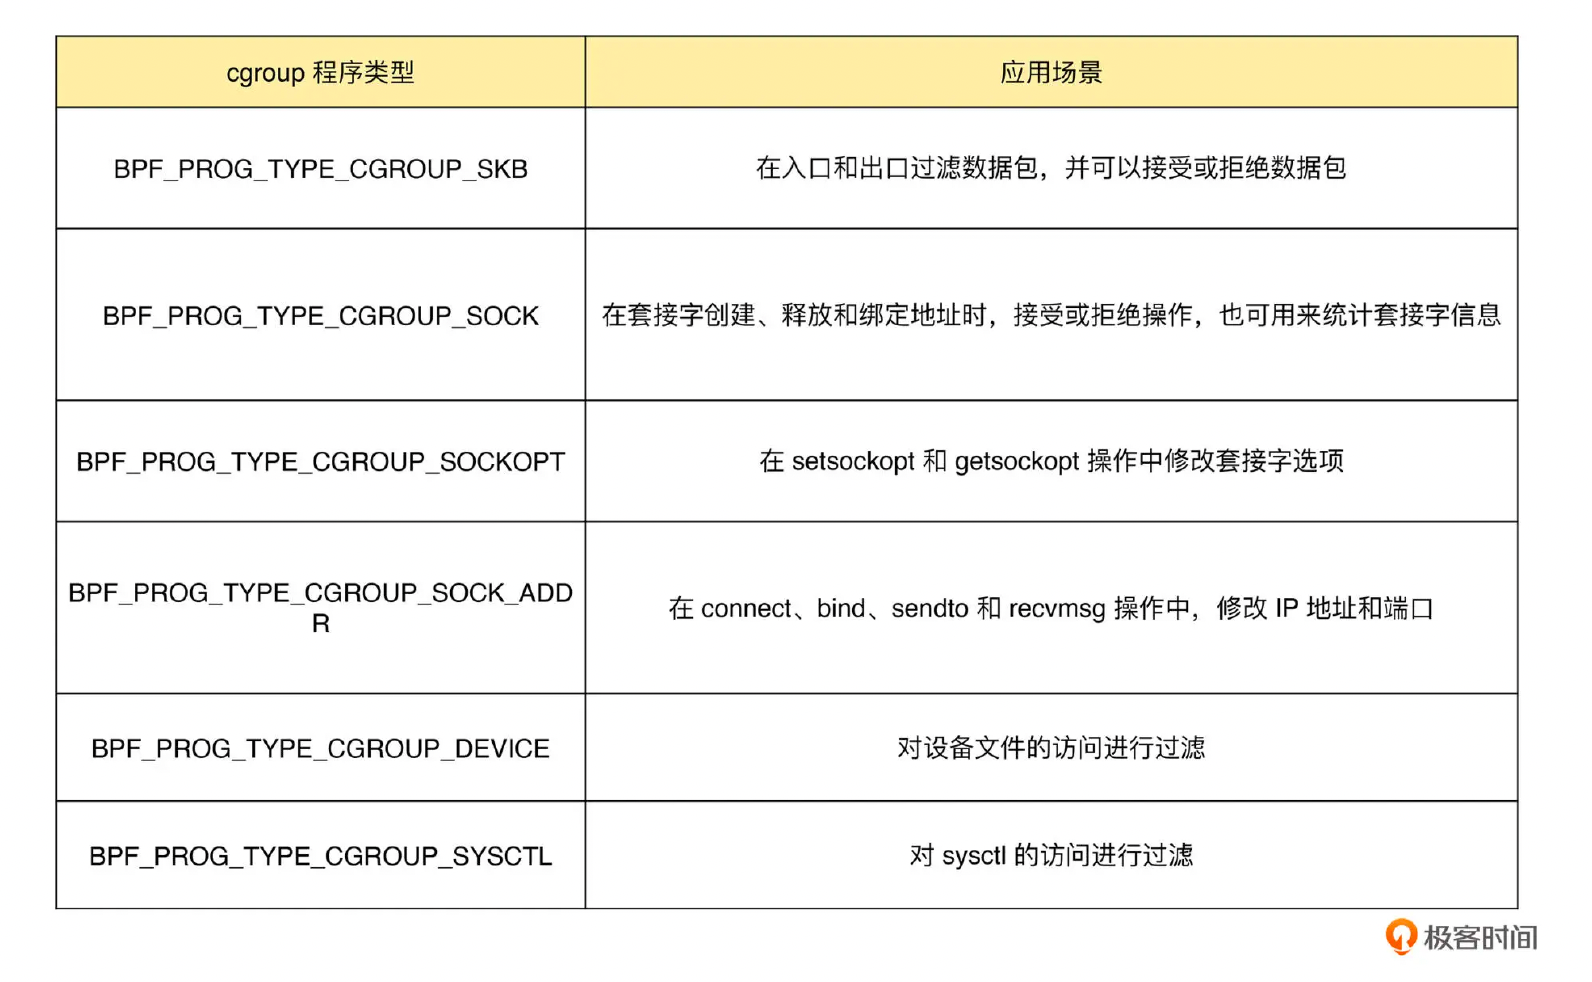 cgroup 程序类型
应用场景
BPF_PROG_TYPE_CGROUP_SKB
在入口和出口过滤数据包，并可以接受或拒绝数据包
BPF_PROG_TYPE_CGROUP_SOCK
在套接字创建、释放和绑定地址时，接受或拒绝操作，也可用来统计套接字信息
BPF_PROG_TYPE_CGROUP_SOCKOPT
在 setsockopt 和 getsockopt 操作中修改套接字选项
BPF_PROG_TYPE_CGROUP_SOCK_ADD
R
在 connect、bind、sendto 和 recvmsg 操作中，修改 IP 地址和端口
BPF_PROG_TYPE_CGROUP_DEVICE
对设备文件的访问进行过滤
BPF_PROG_TYPE_CGROUP_SYSCTL
对 sysctl 的访问进行过滤
极客时间